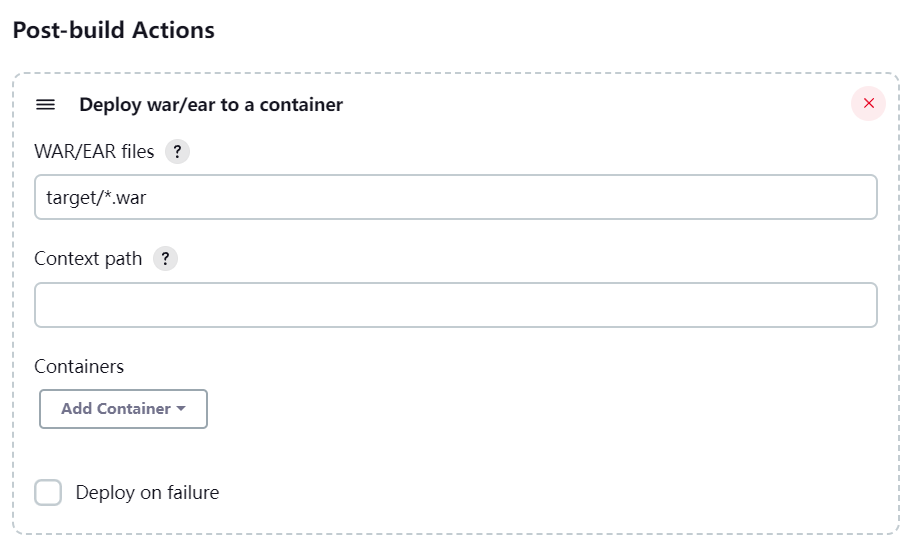 Post-build Actions
Deploy war/ear to a container
WAR/EAR files ?
target/*.war
Context path ?
Containers
Add Container
Deploy on failure